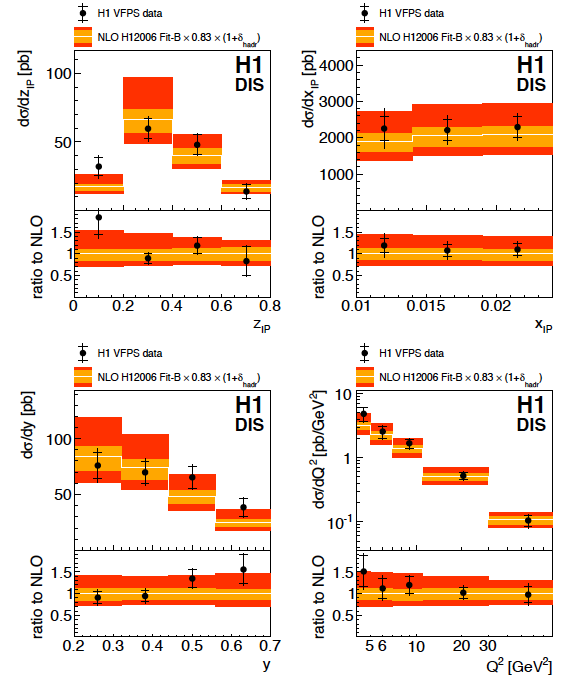 H1 VFPS data
NLO H12006 Fit-B × 0.83 × (1+δhadr)
H1
DIS
dσ/dzIP [pb]
100
50
ratio to NLO
1.5
1
0.5
0 0.2 0.4 0.6 0.8
zIP
H1 VFPS data
NLO H12006 Fit-B × 0.83 × (1+δhadr)
H1
DIS
dσ/dxIP [pb]
4000
3000
2000
1000
ratio to NLO
1.5
1
0.5
0.01 0.015 0.02
xIP
H1 VFPS data
NLO H12006 Fit-B × 0.83 × (1+δhadr)
H1
DIS
dσ/dy [pb]
100
50
ratio to NLO
1.5
1
0.5
0.2 0.3 0.4 0.5 0.6 0.7
y
H1 VFPS data
NLO H12006 Fit-B × 0.83 × (1+δhadr)
H1
DIS
dσ/dQ² [pb/GeV²]
10
1
10⁻¹
ratio to NLO
1.5
1
0.5
5 6 10 20 30
Q² [GeV²]